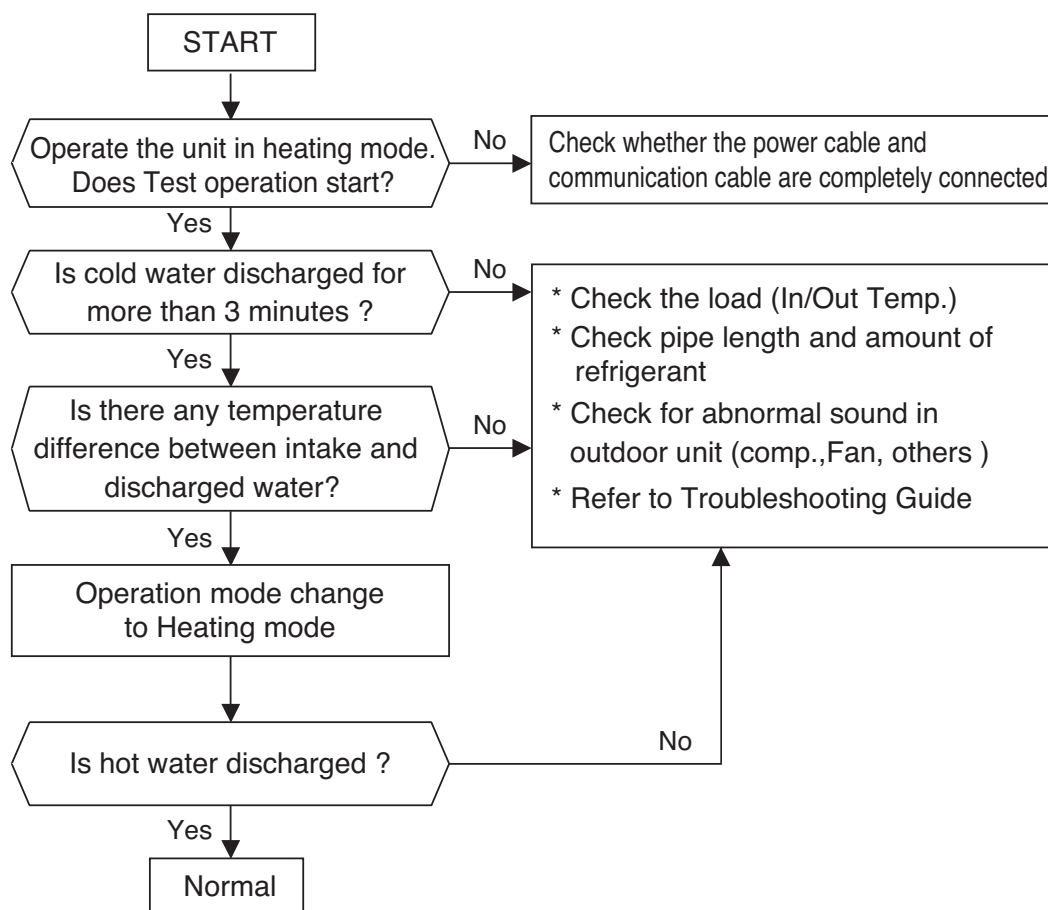 START
Operate the unit in heating mode.
Does Test operation start?
No
Check whether the power cable and
communication cable are completely connected
Yes
Is cold water discharged for
more than 3 minutes ?
No
* Check the load (In/Out Temp.)
* Check pipe length and amount of
refrigerant
* Check for abnormal sound in
outdoor unit (comp.,Fan, others )
* Refer to Troubleshooting Guide
Yes
Is there any temperature
difference between intake and
discharged water?
No
Yes
Operation mode change
to Heating mode
Is hot water discharged ?
No
Yes
Normal